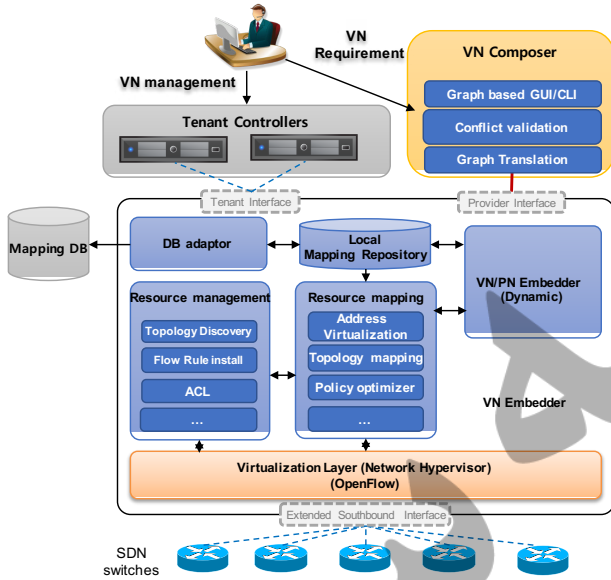 VN
Requirement
VN management
VN Composer
Graph based GUI/CLI
Conflict validation
Graph Translation
Tenant Controllers
Tenant Interface
Provider Interface
Mapping DB
DB adaptor
Local
Mapping Repository
VN/PN Embedder
(Dynamic)
Resource management
Topology Discovery
Flow Rule install
ACL
...
Resource mapping
Address
Virtualization
Topology mapping
Policy optimizer
...
VN Embedder
Virtualization Layer (Network Hypervisor)
(OpenFlow)
Extended Southbound Interface
SDN
switches